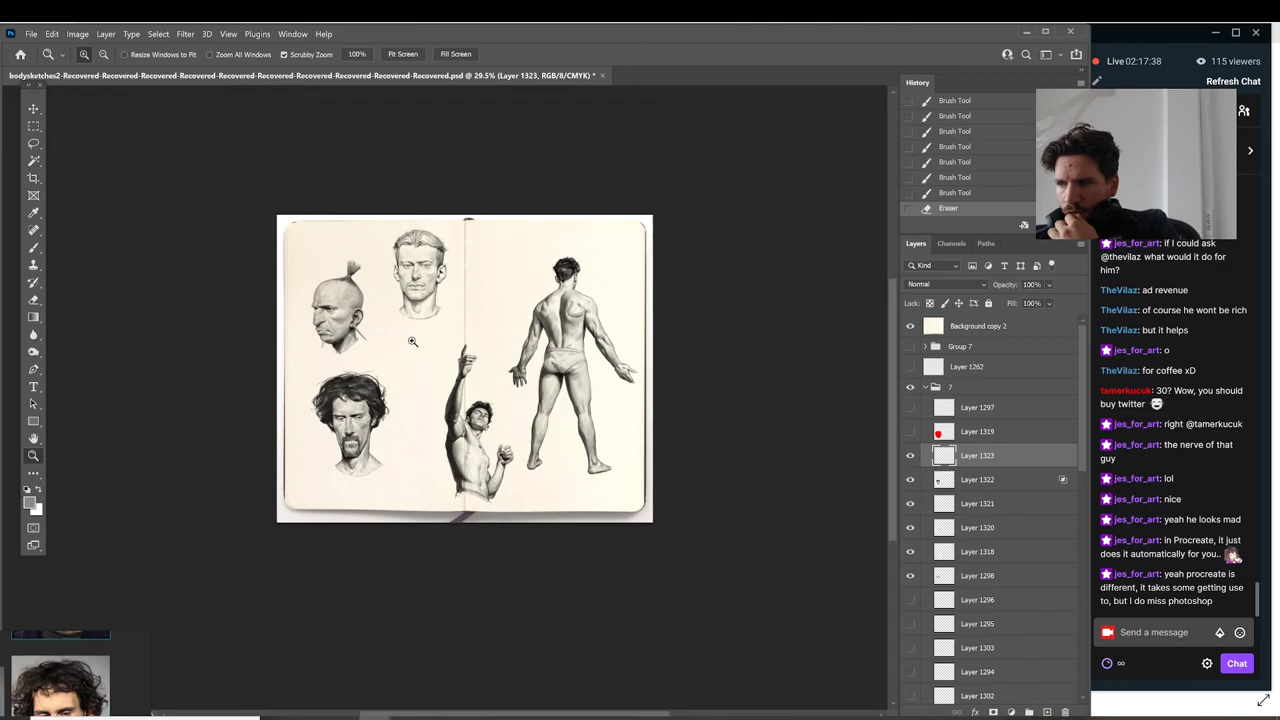 Ps File Edit Image Layer Type Select Filter 3D View Plugins Window Help
Resize Windows to Fit Zoom All Windows Scrubby Zoom 100% Fit Screen Fill Screen
bodysketches2-Recovered-Recovered-Recovered-Recovered-Recovered-Recovered-Recovered-Recovered-Recovered.psd @ 29.5% (Layer 1323, RGB/8/CMYK) *
History
Brush Tool
Brush Tool
Brush Tool
Brush Tool
Brush Tool
Brush Tool
Brush Tool
Eraser
Layers Channels Paths
Kind
Normal Opacity: 100%
Lock: Fill: 100%
Background copy 2
Group 7
Layer 1262
7
Layer 1297
Layer 1319
Layer 1323
Layer 1322
Layer 1321
Layer 1320
Layer 1318
Layer 1298
Layer 1296
Layer 1295
Layer 1303
Layer 1294
Layer 1302
Live 02:17:38 115 viewers
Refresh Chat
jes_for_art: if I could ask
@thevilaz what would it do for
him?
TheVilaz: ad revenue
TheVilaz: of course he wont be rich
TheVilaz: but it helps
jes_for_art: o
TheVilaz: for coffee xD
tamerkucuk: 30? Wow, you should
buy twitter
jes_for_art: right @tamerkucuk
jes_for_art: the nerve of that
guy
jes_for_art: lol
jes_for_art: nice
jes_for_art: yeah he looks mad
jes_for_art: in Procreate, it just
does it automatically for you..
jes_for_art: yeah procreate is
different, it takes some getting use
to, but I do miss photoshop
Send a message
∞ Chat